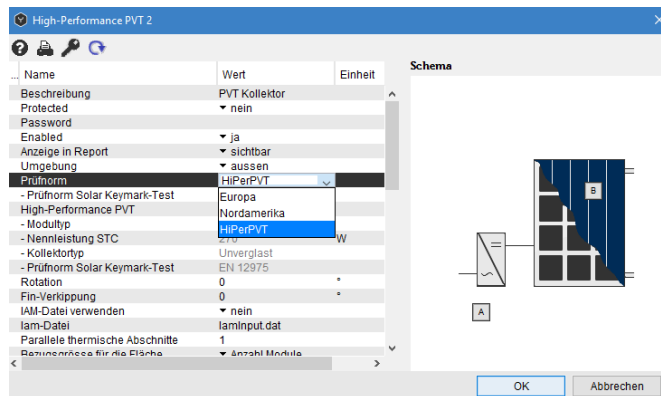 High-Performance PVT 2
... Name Wert Einheit
Beschreibung PVT Kollektor
Protected nein
Password
Enabled ja
Anzeige in Report sichtbar
Umgebung aussen
Prüfnorm HiPerPVT
- Prüfnorm Solar Keymark-Test Europa
High-Performance PVT Nordamerika
- Modultyp HiPerPVT
- Nennleistung STC 270 W
- Kollektortyp Unverglast
- Prüfnorm Solar Keymark-Test EN 12975
Rotation 0 °
Fin-Verkippung 0 °
IAM-Datei verwenden nein
Iam-Datei IamInput.dat
Parallele thermische Abschnitte 1
Bezugsgrösse für die Fläche Anzahl Module
Schema
B
A
OK Abbrechen